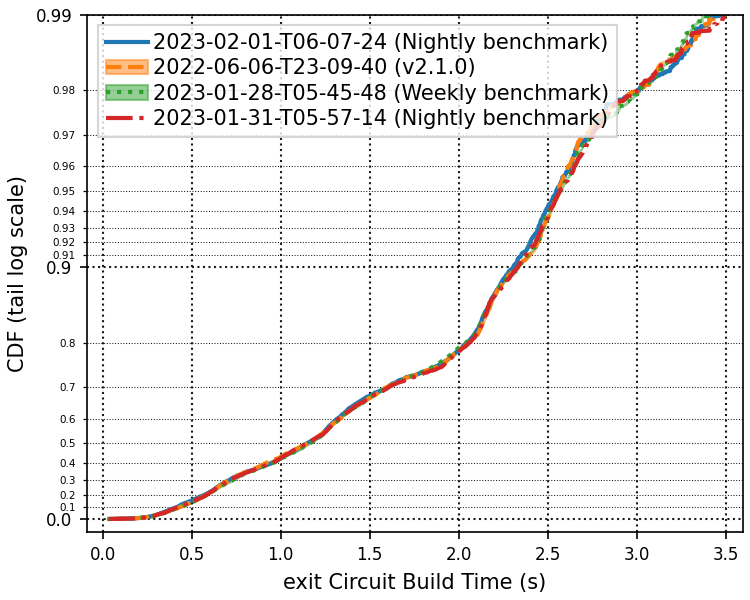 0.99
2023-02-01-T06-07-24 (Nightly benchmark)
2022-06-06-T23-09-40 (v2.1.0)
2023-01-28-T05-45-48 (Weekly benchmark)
2023-01-31-T05-57-14 (Nightly benchmark)
0.98
0.97
0.96
0.95
0.94
0.93
0.92
0.91
0.9
0.8
0.7
0.6
0.5
0.4
0.3
0.2
0.1
0.0
CDF (tail log scale)
0.0 0.5 1.0 1.5 2.0 2.5 3.0 3.5
exit Circuit Build Time (s)